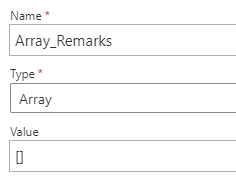 Name *
Array_Remarks
Type *
Array
Value
[]